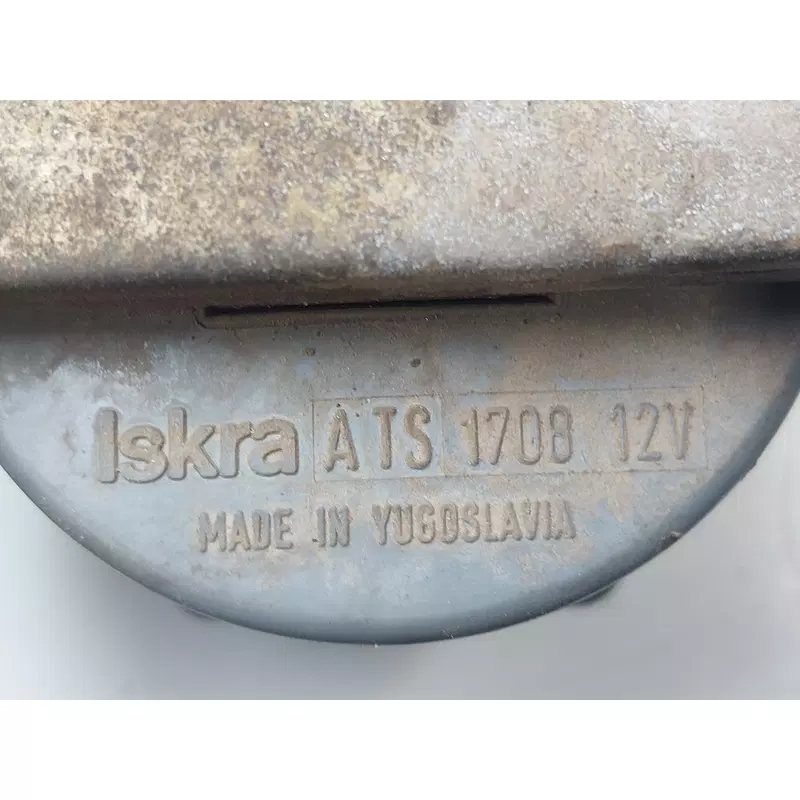 Iskra ATS 1708 12V
MADE IN YUGOSLAVIA